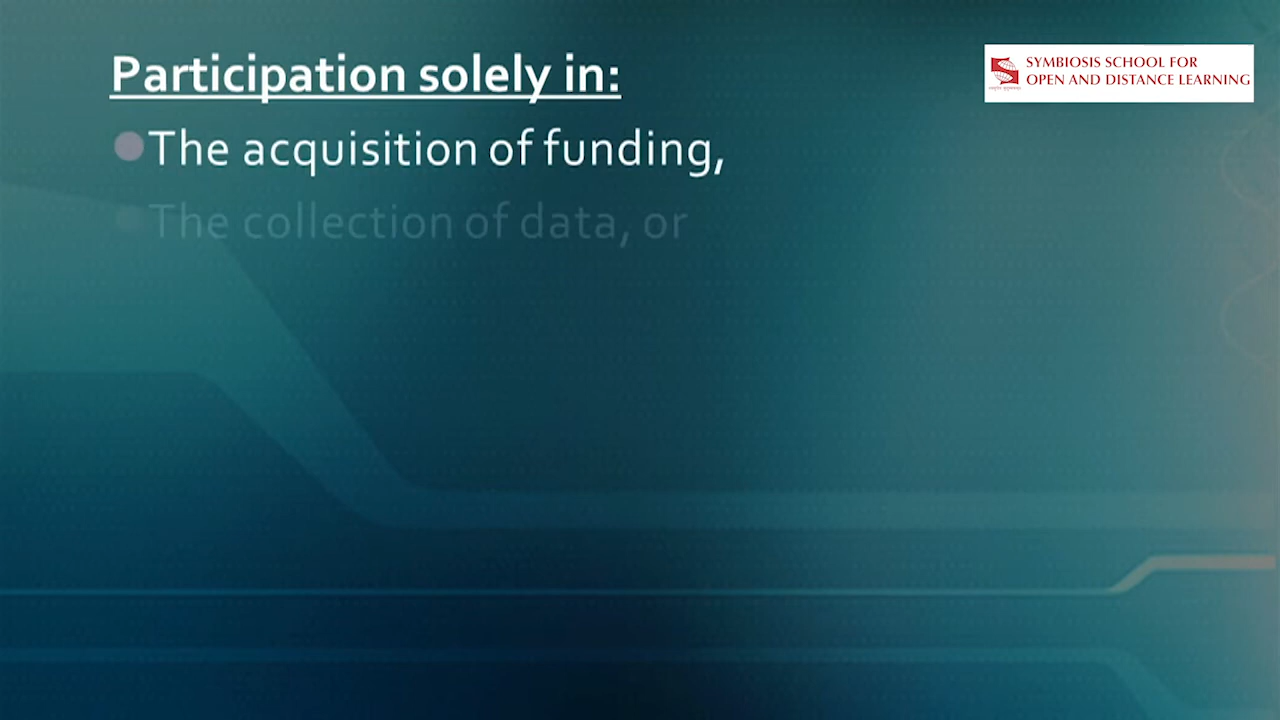 Participation solely in:
The acquisition of funding,
The collection of data, or
SYMBIOSIS SCHOOL FOR
OPEN AND DISTANCE LEARNING